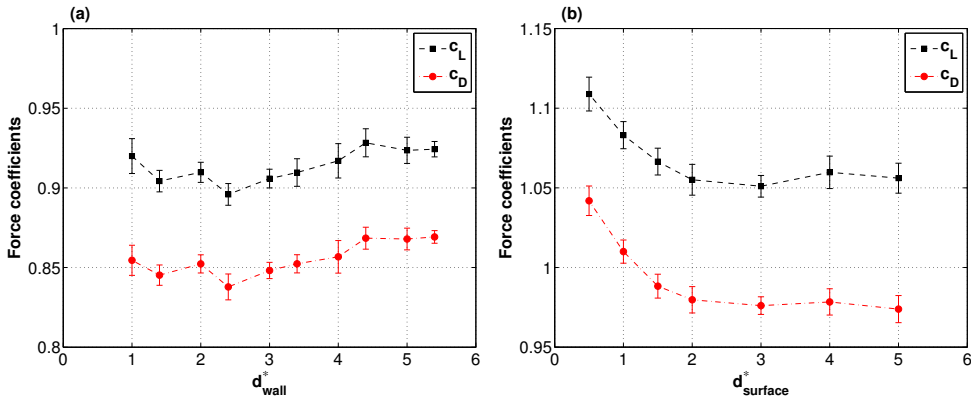 (a)
1
0.95
0.9
0.85
0.8
Force coefficients
0 1 2 3 4 5 6
d*wall
cL
cD
(b)
1.15
1.1
1.05
1
0.95
Force coefficients
0 1 2 3 4 5 6
d*surface
cL
cD